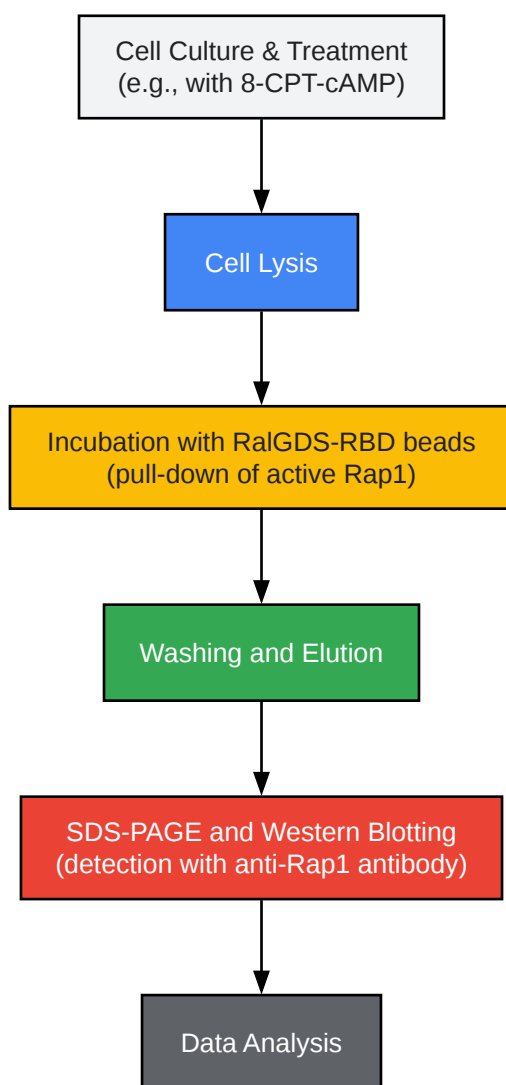 Cell Culture & Treatment
(e.g., with 8-CPT-cAMP)
Cell Lysis
Incubation with RalGDS-RBD beads
(pull-down of active Rap1)
Washing and Elution
SDS-PAGE and Western Blotting
(detection with anti-Rap1 antibody)
Data Analysis